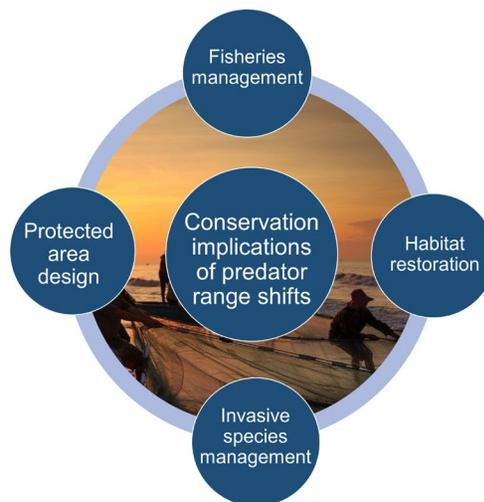 Fisheries
management
Protected
area
design
Conservation
implications
of predator
range shifts
Habitat
restoration
Invasive
species
management